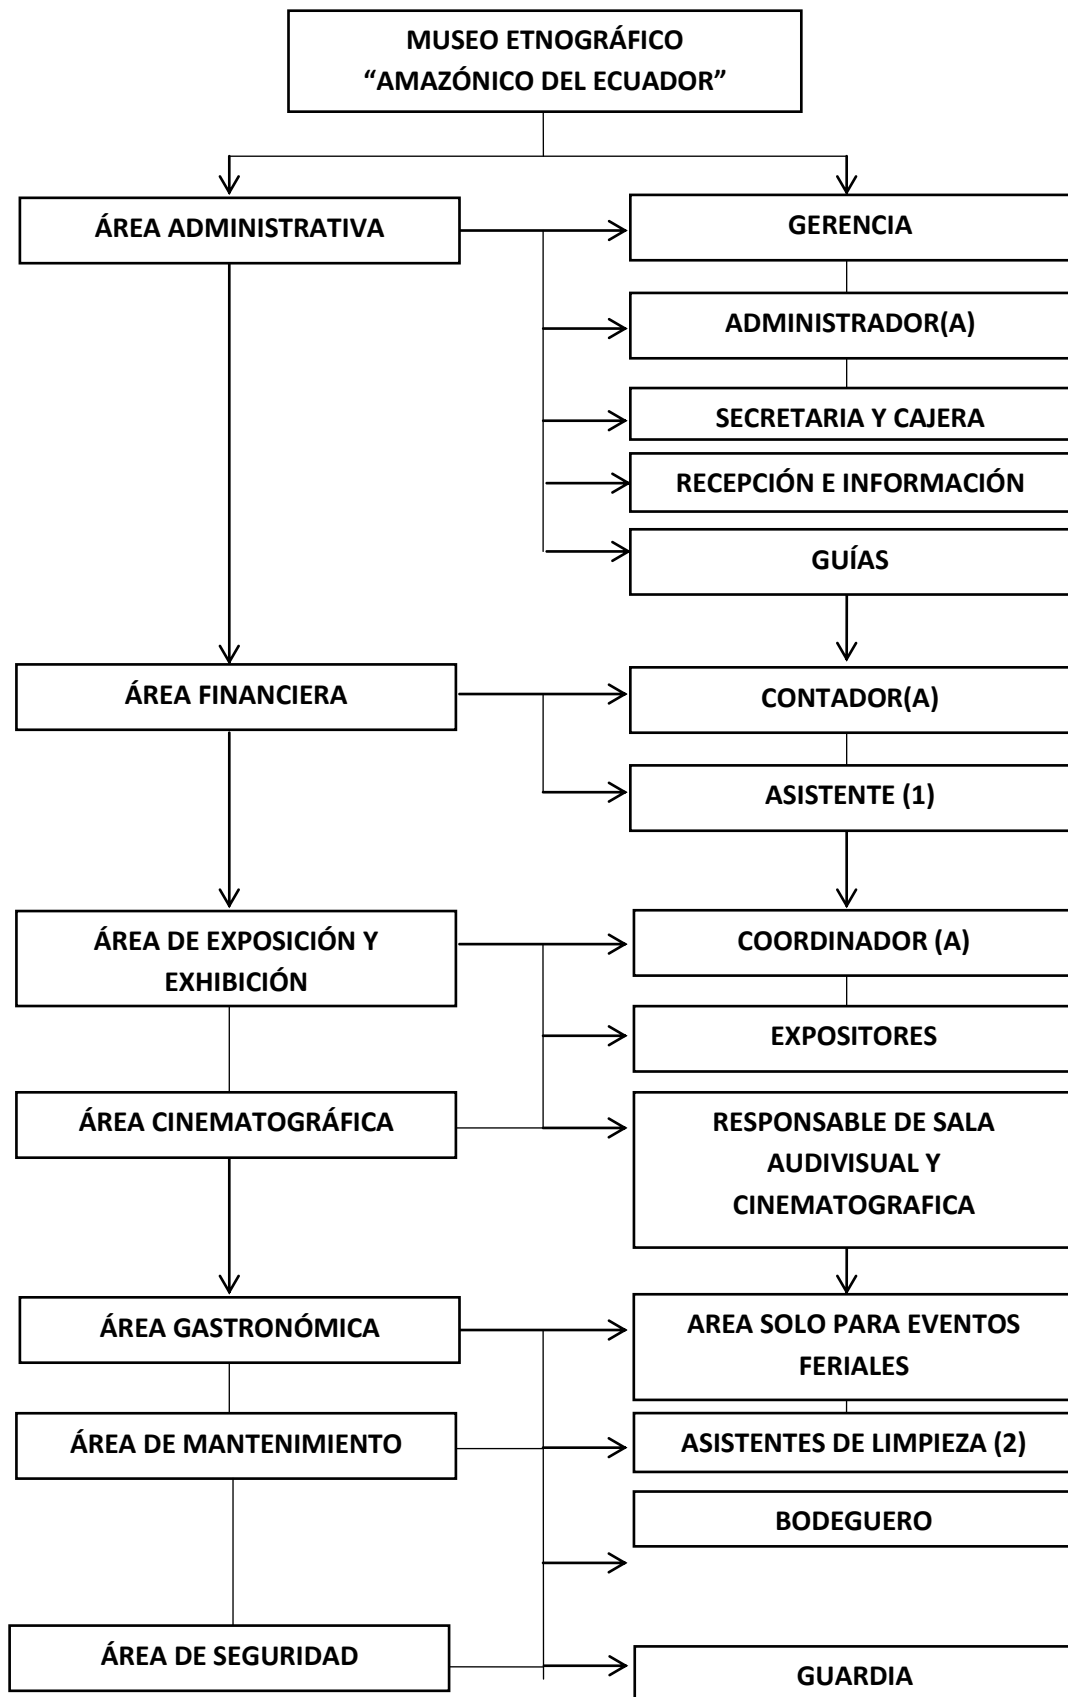 MUSEO ETNOGRÁFICO
“AMAZÓNICO DEL ECUADOR”
ÁREA ADMINISTRATIVA
GERENCIA
ADMINISTRADOR(A)
SECRETARIA Y CAJERA
RECEPCIÓN E INFORMACIÓN
GUÍAS
ÁREA FINANCIERA
CONTADOR(A)
ASISTENTE (1)
ÁREA DE EXPOSICIÓN Y
EXHIBICIÓN
COORDINADOR (A)
EXPOSITORES
ÁREA CINEMATOGRÁFICA
RESPONSABLE DE SALA
AUDIVISUAL Y
CINEMATOGRAFICA
ÁREA GASTRONÓMICA
AREA SOLO PARA EVENTOS
FERIALES
ÁREA DE MANTENIMIENTO
ASISTENTES DE LIMPIEZA (2)
BODEGUERO
ÁREA DE SEGURIDAD
GUARDIA